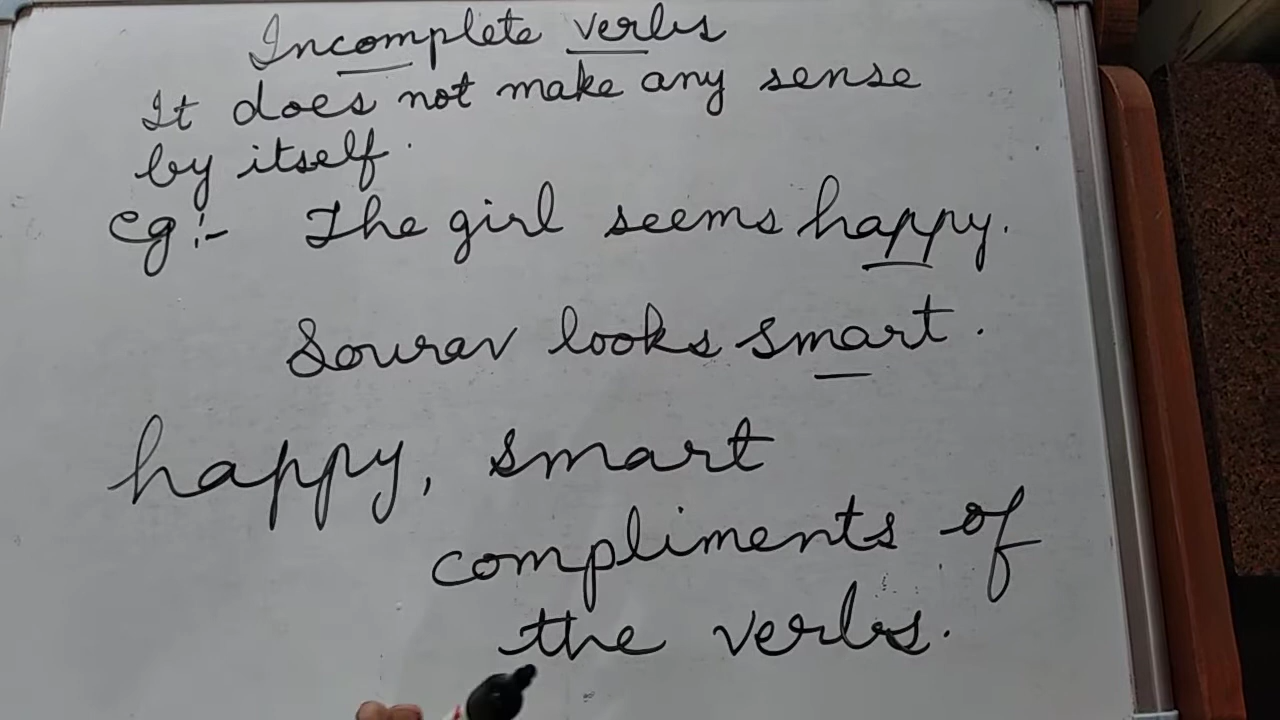 Incomplete verbs
It does not make any sense
by itself.
eg:- The girl seems happy.
Sourav looks smart.
happy, smart
compliments of
the verbs.